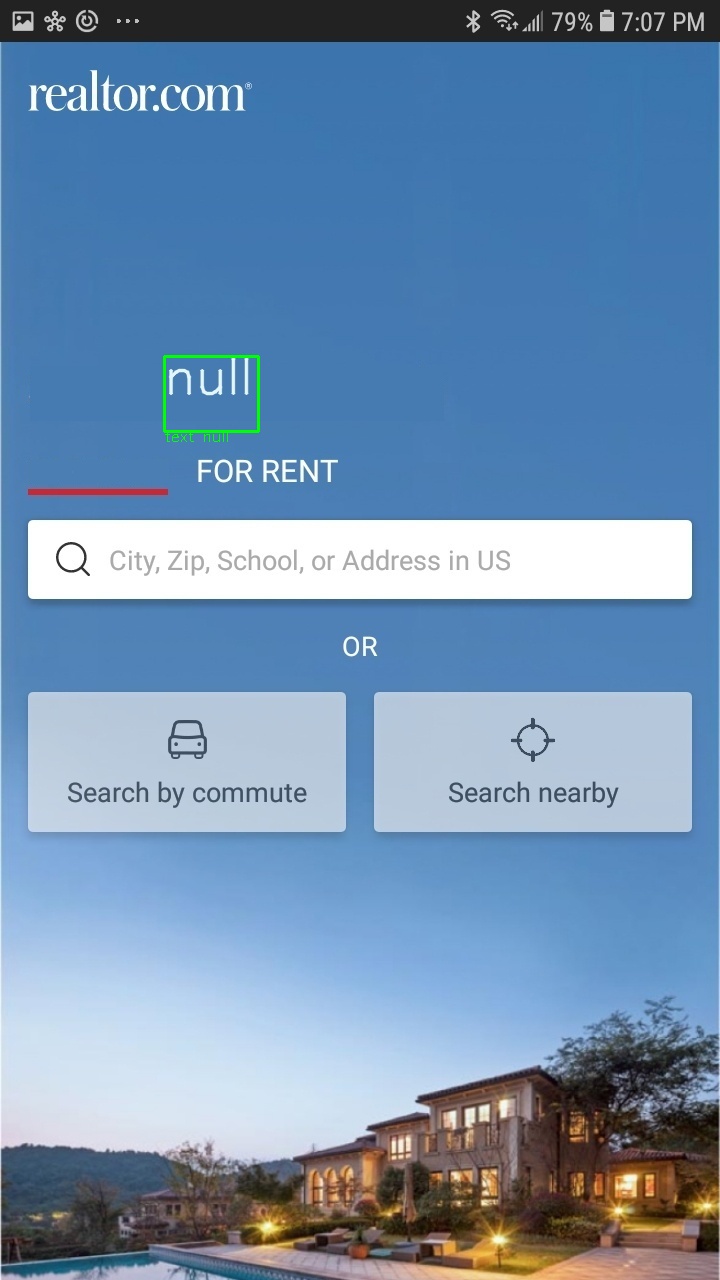 79% 7:07 PM
realtor.com®
null
text null
FOR RENT
City, Zip, School, or Address in US
OR
Search by commute Search nearby